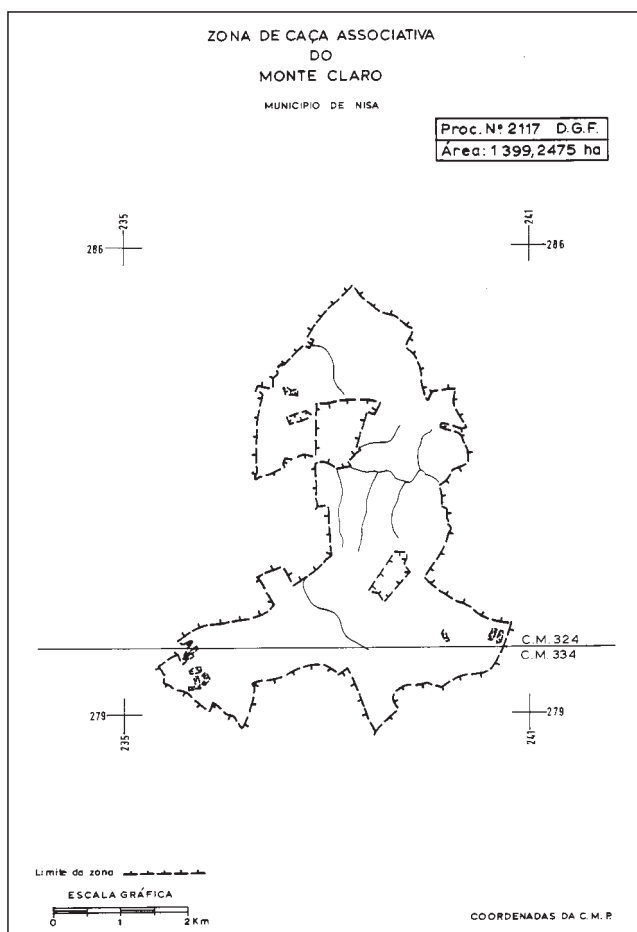 ZONA DE CAÇA ASSOCIATIVA
DO
MONTE CLARO
MUNICIPIO DE NISA
Proc. Nº 2117 D.G.F.
Área: 1 399,2475 ha
235
241
286
286
C.M. 324
C.M. 334
279
279
235
241
Limite da zona
ESCALA GRÁFICA
0 1 2 Km
COORDENADAS DA C.M.P.